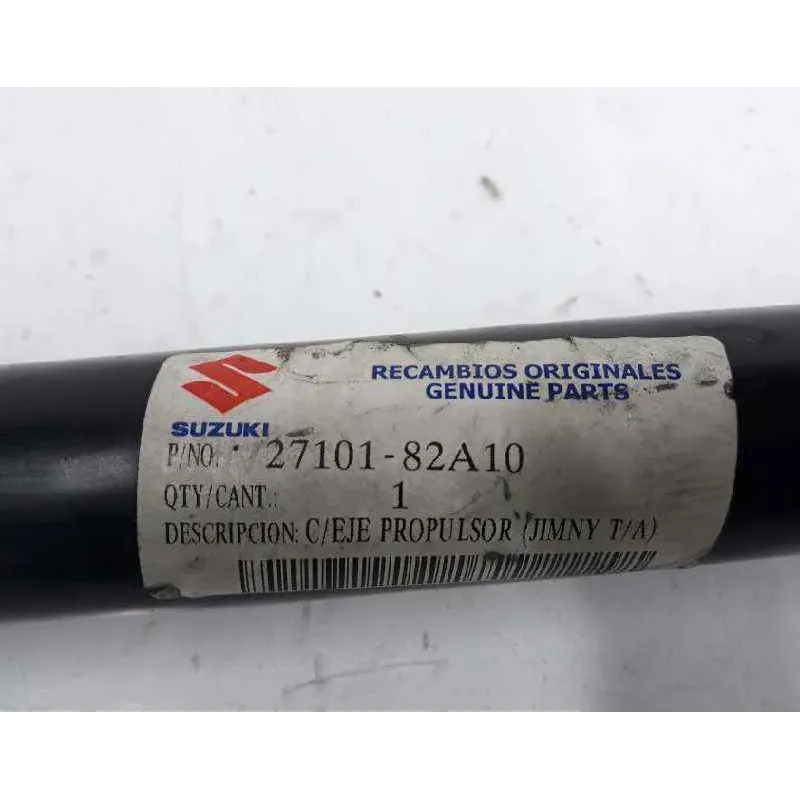 RECAMBIOS ORIGINALES
GENUINE PARTS
SUZUKI
P/NO. : 27101-82A10
QTY/CANT.: 1
DESCRIPCION: C/EJE PROPULSOR (JIMNY T/A)